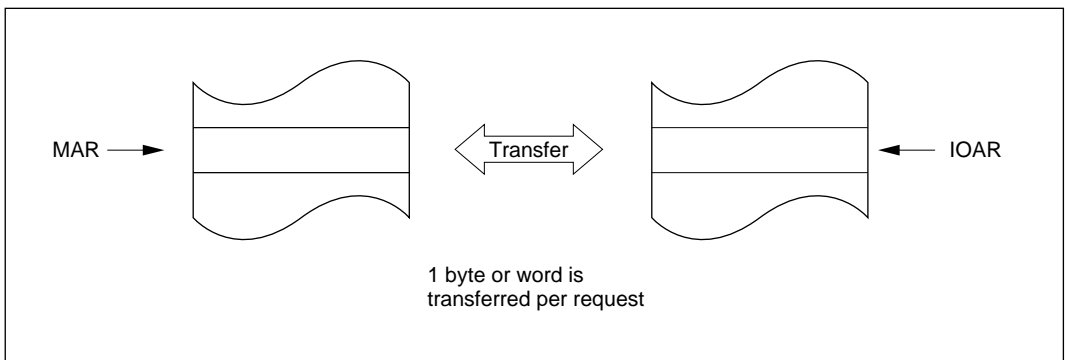 MAR
Transfer
IOAR
1 byte or word is
transferred per request